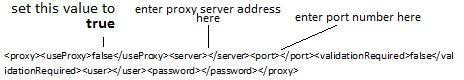 set this value to
true
enter proxy server address
here
enter port number here
<proxy><useProxy>false</useProxy><server></server><port></port><validationRequired>false</val
idationRequired><user></user><password></password></proxy>